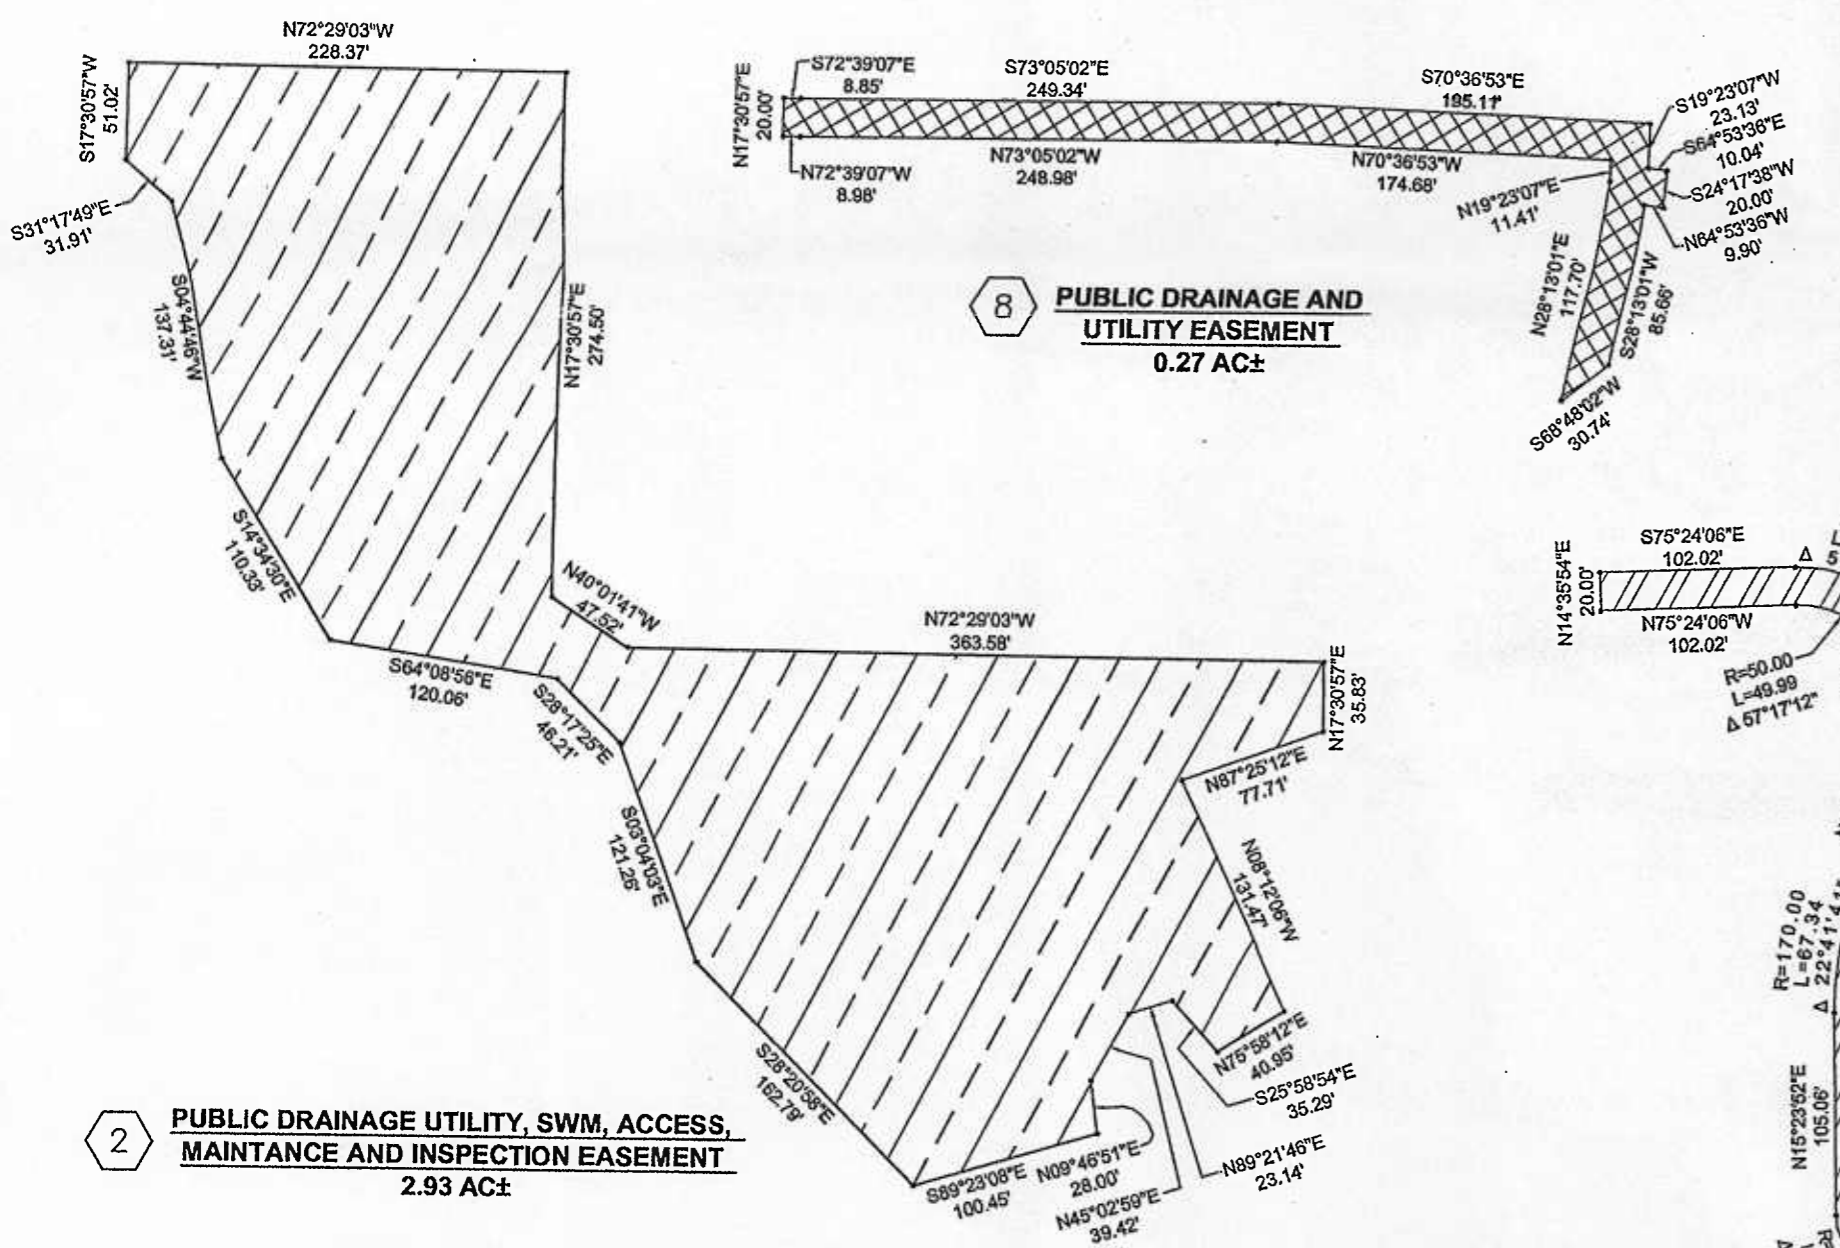 N72°29'03"W
228.37'
S17°30'57"W
51.02'
S31°17'49"E
31.91'
S04°44'46"W
137.31'
N17°30'57"E
274.50'
S14°34'30"E
110.33'
S64°08'56"E
120.06'
N40°01'41"W
47.52'
S28°17'25"E
46.21'
N72°29'03"W
363.58'
N17°30'57"E
35.83'
N87°25'12"E
77.71'
S03°04'03"E
121.26'
N08°12'06"W
131.47'
S28°20'58"E
162.79'
N75°58'12"E
40.95'
S25°58'54"E
35.29'
N89°21'46"E
23.14'
S89°23'08"E
100.45'
N09°46'51"E
28.00'
N45°02'59"E
39.42'
2
PUBLIC DRAINAGE UTILITY, SWM, ACCESS,
MAINTANCE AND INSPECTION EASEMENT
2.93 AC±
N17°30'57"E
20.00'
S72°39'07"E
8.85'
S73°05'02"E
249.34'
S70°36'53"E
195.11'
S19°23'07"W
23.13'
S64°53'36"E
10.04'
S24°17'38"W
20.00'
N64°53'36"W
9.90'
N72°39'07"W
8.98'
N73°05'02"W
248.98'
N70°36'53"W
174.68'
N19°23'07"E
11.41'
N28°13'01"E
117.70'
S28°13'01"W
85.66'
S68°48'02"W
30.74'
8
PUBLIC DRAINAGE AND
UTILITY EASEMENT
0.27 AC±
S75°24'06"E
102.02'
Δ
L
5
N14°35'54"E
20.00'
N75°24'06"W
102.02'
R=50.00
L=49.99
Δ 57°17'12"
R=170.00
L=67.34
Δ 22°41'41"
N15°23'52"E
105.06'